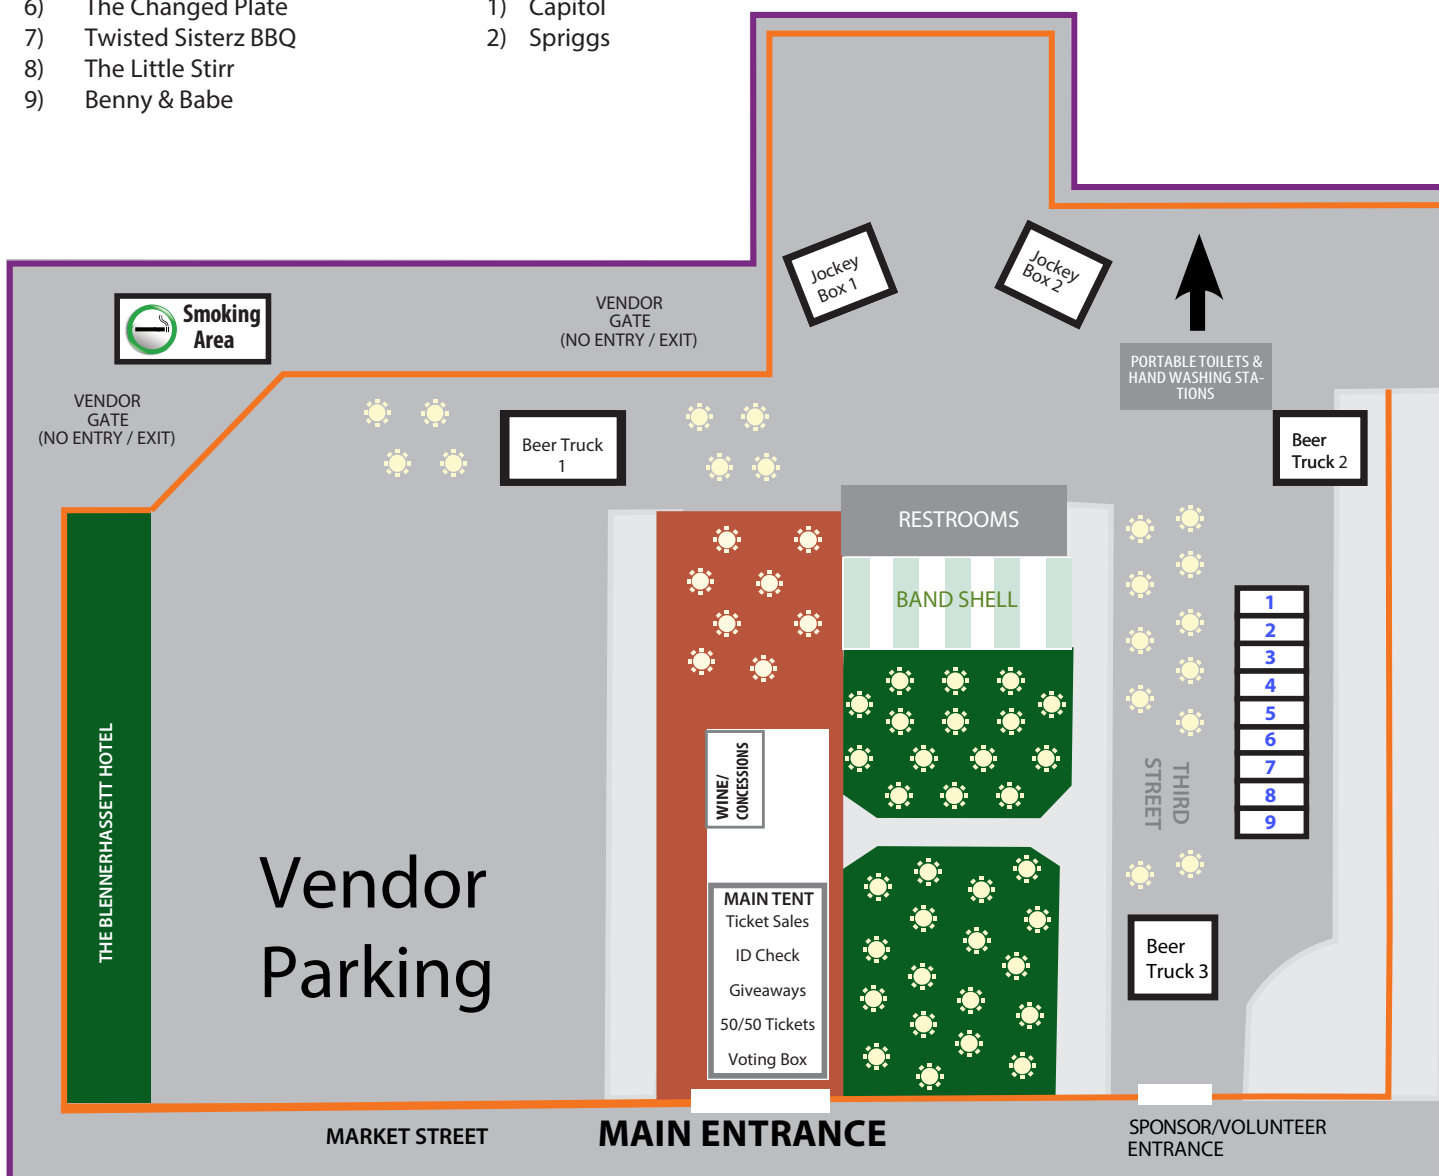 6) The Changed Plate
7) Twisted Sisterz BBQ
8) The Little Stirr
9) Benny & Babe
1) Capitol
2) Spriggs
Smoking
Area
VENDOR
GATE
(NO ENTRY / EXIT)
VENDOR
GATE
(NO ENTRY / EXIT)
Jockey
Box 1
Jockey
Box 2
PORTABLE TOILETS &
HAND WASHING STA-
TIONS
Beer Truck
1
Beer
Truck 2
RESTROOMS
BAND SHELL
1
2
3
4
5
6
7
8
9
THIRD
STREET
THE BLENNERHASSETT HOTEL
WINE/
CONCESSIONS
Vendor
Parking
MAIN TENT
Ticket Sales
ID Check
Giveaways
50/50 Tickets
Voting Box
Beer
Truck 3
MARKET STREET
MAIN ENTRANCE
SPONSOR/VOLUNTEER
ENTRANCE